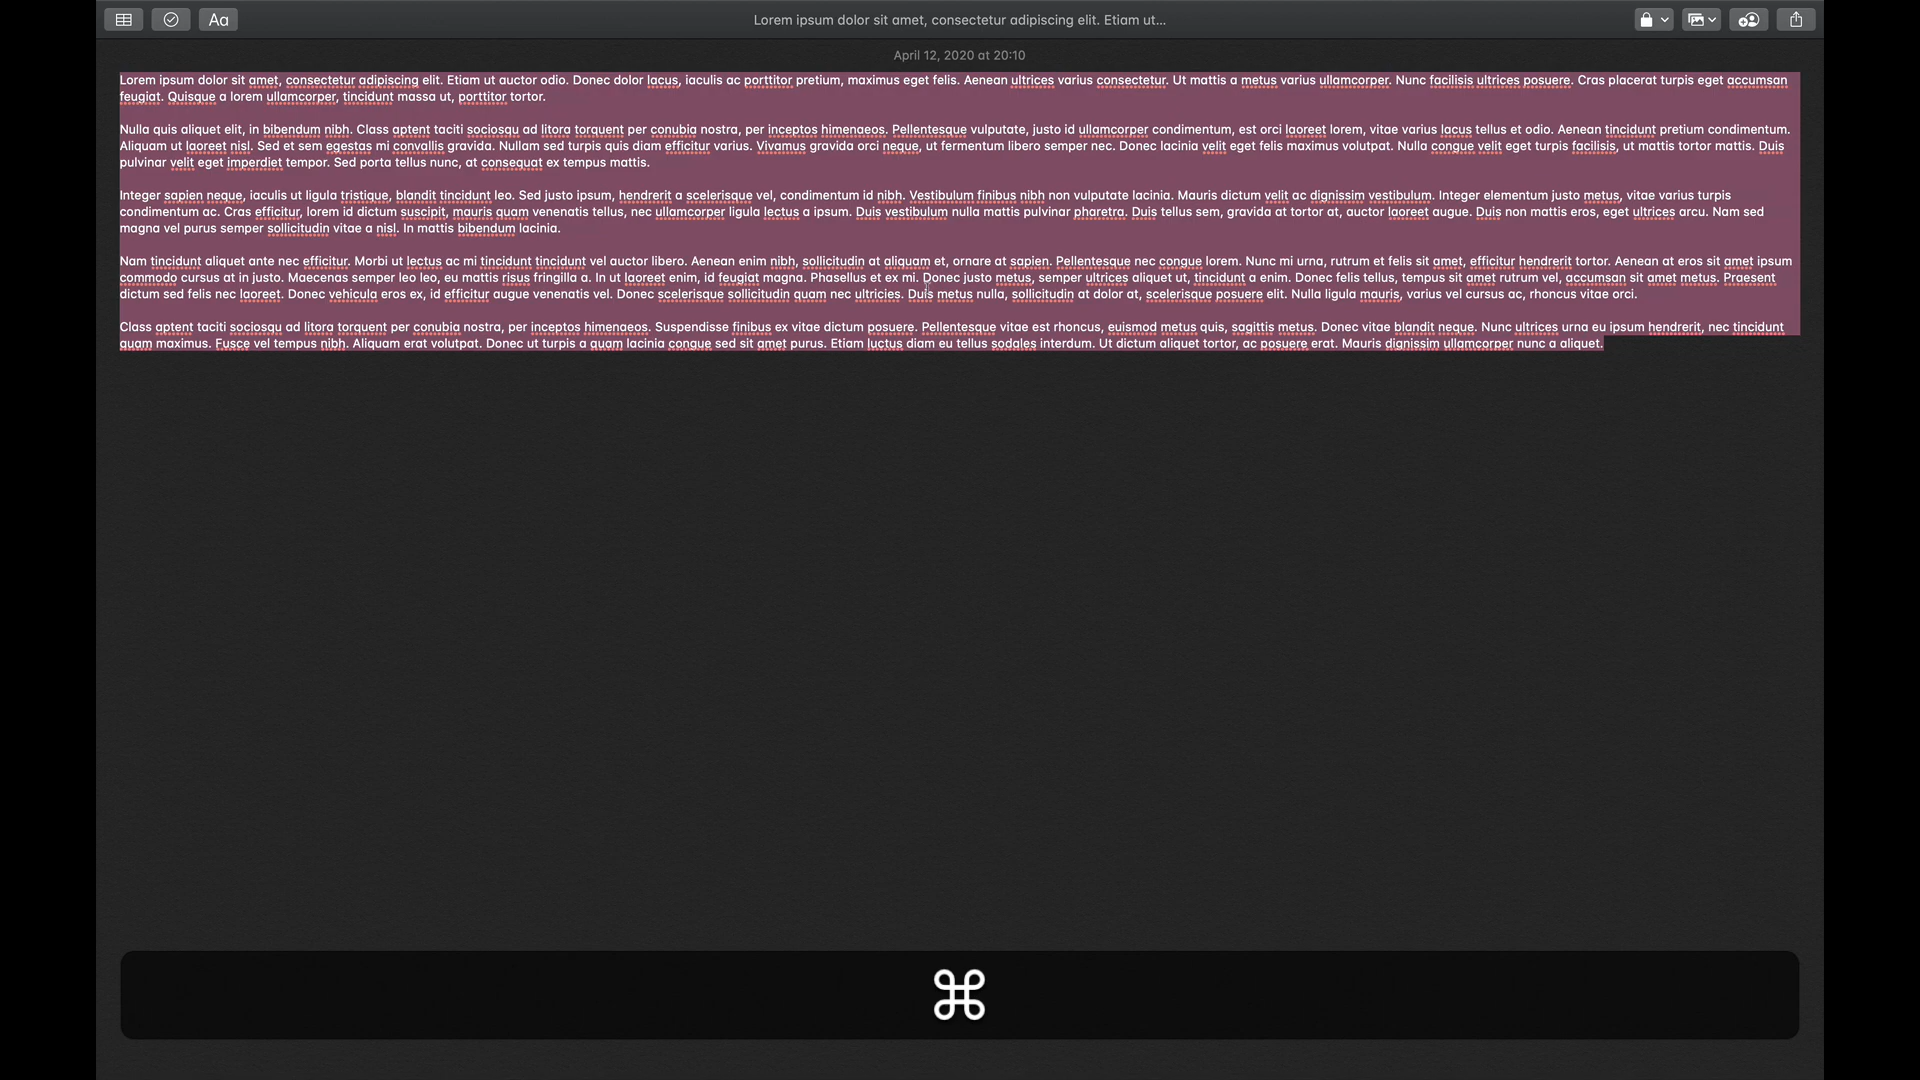 Aa
Lorem ipsum dolor sit amet, consectetur adipiscing elit. Etiam ut...
April 12, 2020 at 20:10
Lorem ipsum dolor sit amet, consectetur adipiscing elit. Etiam ut auctor odio. Donec dolor lacus, iaculis ac porttitor pretium, maximus eget felis. Aenean ultrices varius consectetur. Ut mattis a metus varius ullamcorper. Nunc facilisis ultrices posuere. Cras placerat turpis eget accumsan
feugiat. Quisque a lorem ullamcorper, tincidunt massa ut, porttitor tortor.
Nulla quis aliquet elit, in bibendum nibh. Class aptent taciti sociosqu ad litora torquent per conubia nostra, per inceptos himenaeos. Pellentesque vulputate, justo id ullamcorper condimentum, est orci laoreet lorem, vitae varius lacus tellus et odio. Aenean tincidunt pretium condimentum.
Aliquam ut laoreet nisl. Sed et sem egestas mi convallis gravida. Nullam sed turpis quis diam efficitur varius. Vivamus gravida orci neque, ut fermentum libero semper nec. Donec lacinia velit eget felis maximus volutpat. Nulla congue velit eget turpis facilisis, ut mattis tortor mattis. Duis
pulvinar velit eget imperdiet tempor. Sed porta tellus nunc, at consequat ex tempus mattis.
Integer sapien neque, iaculis ut ligula tristique, blandit tincidunt leo. Sed justo ipsum, hendrerit a scelerisque vel, condimentum id nibh. Vestibulum finibus nibh non vulputate lacinia. Mauris dictum velit ac dignissim vestibulum. Integer elementum justo metus, vitae varius turpis
condimentum ac. Cras efficitur, lorem id dictum suscipit, mauris quam venenatis tellus, nec ullamcorper ligula lectus a ipsum. Duis vestibulum nulla mattis pulvinar pharetra. Duis tellus sem, gravida at tortor at, auctor laoreet augue. Duis non mattis eros, eget ultrices arcu. Nam sed
magna vel purus semper sollicitudin vitae a nisl. In mattis bibendum lacinia.
Nam tincidunt aliquet ante nec efficitur. Morbi ut lectus ac mi tincidunt tincidunt vel auctor libero. Aenean enim nibh, sollicitudin at aliquam et, ornare at sapien. Pellentesque nec congue lorem. Nunc mi urna, rutrum et felis sit amet, efficitur hendrerit tortor. Aenean at eros sit amet ipsum
commodo cursus at in justo. Maecenas semper leo leo, eu mattis risus fringilla a. In ut laoreet enim, id feugiat magna. Phasellus et ex mi. Donec justo metus, semper ultrices aliquet ut, tincidunt a enim. Donec felis tellus, tempus sit amet rutrum vel, accumsan sit amet metus. Praesent
dictum sed felis nec laoreet. Donec vehicula eros ex, id efficitur augue venenatis vel. Donec scelerisque sollicitudin quam nec ultricies. Duis metus nulla, sollicitudin at dolor at, scelerisque posuere elit. Nulla ligula mauris, varius vel cursus ac, rhoncus vitae orci.
Class aptent taciti sociosqu ad litora torquent per conubia nostra, per inceptos himenaeos. Suspendisse finibus ex vitae dictum posuere. Pellentesque vitae est rhoncus, euismod metus quis, sagittis metus. Donec vitae blandit neque. Nunc ultrices urna eu ipsum hendrerit, nec tincidunt
quam maximus. Fusce vel tempus nibh. Aliquam erat volutpat. Donec ut turpis a quam lacinia congue sed sit amet purus. Etiam luctus diam eu tellus sodales interdum. Ut dictum aliquet tortor, ac posuere erat. Mauris dignissim ullamcorper nunc a aliquet.
⌘